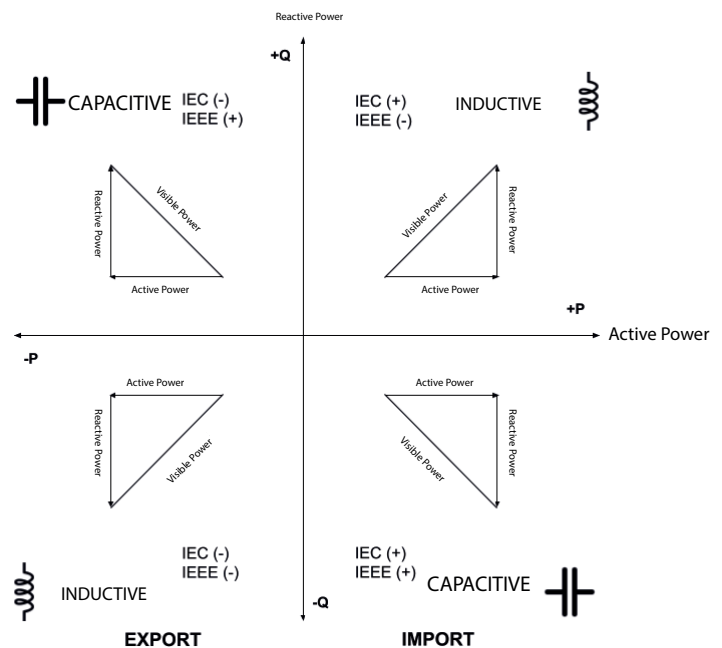 Reactive Power
+Q
CAPACITIVE
IEC (-)
IEEE (+)
IEC (+)
IEEE (-)
INDUCTIVE
Reactive Power
Visible Power
Active Power
Visible Power
Reactive Power
Active Power
+P
Active Power
-P
Active Power
Reactive Power
Visible Power
Active Power
Visible Power
Reactive Power
IEC (-)
IEEE (-)
INDUCTIVE
IEC (+)
IEEE (+)
CAPACITIVE
-Q
EXPORT
IMPORT